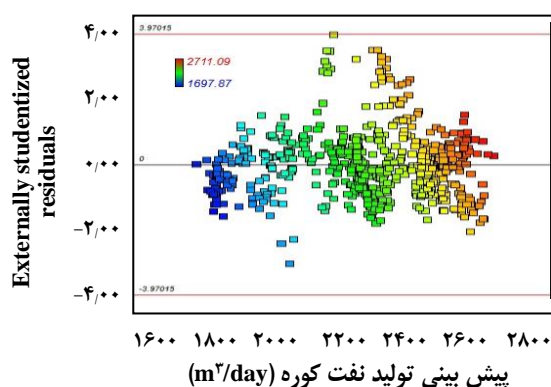 Externally studentized
residuals
۴٫۰۰
۲٫۰۰
۰٫۰۰
-۲٫۰۰
-۴٫۰۰
3.97015
2711.09
1697.87
0
-3.97015
۱۶۰۰ ۱۸۰۰ ۲۰۰۰ ۲۲۰۰ ۲۴۰۰ ۲۶۰۰ ۲۸۰۰
پیش بینی تولید نفت کوره (m۳/day)